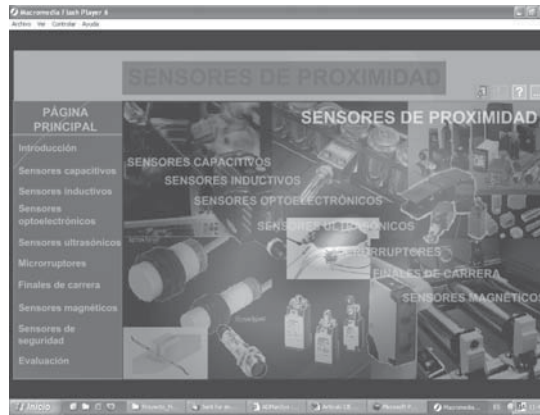 Macromedia Flash Player 6
Archivo Ver Controlar Ayuda
SENSORES DE PROXIMIDAD
?
PÁGINA
PRINCIPAL
Introducción
Sensores capacitivos
Sensores inductivos
Sensores
optoelectrónicos
Sensores ultrasónicos
Microrruptores
Finales de carrera
Sensores magnéticos
Sensores de
seguridad
Evaluación
SENSORES DE PROXIMIDAD
SENSORES CAPACITIVOS
SENSORES INDUCTIVOS
SENSORES OPTOELECTRÓNICOS
SENSORES ULTRASÓNICOS
FINALES DE CARRERA
SENSORES MAGNÉTICOS
Inicio
Macromedia...